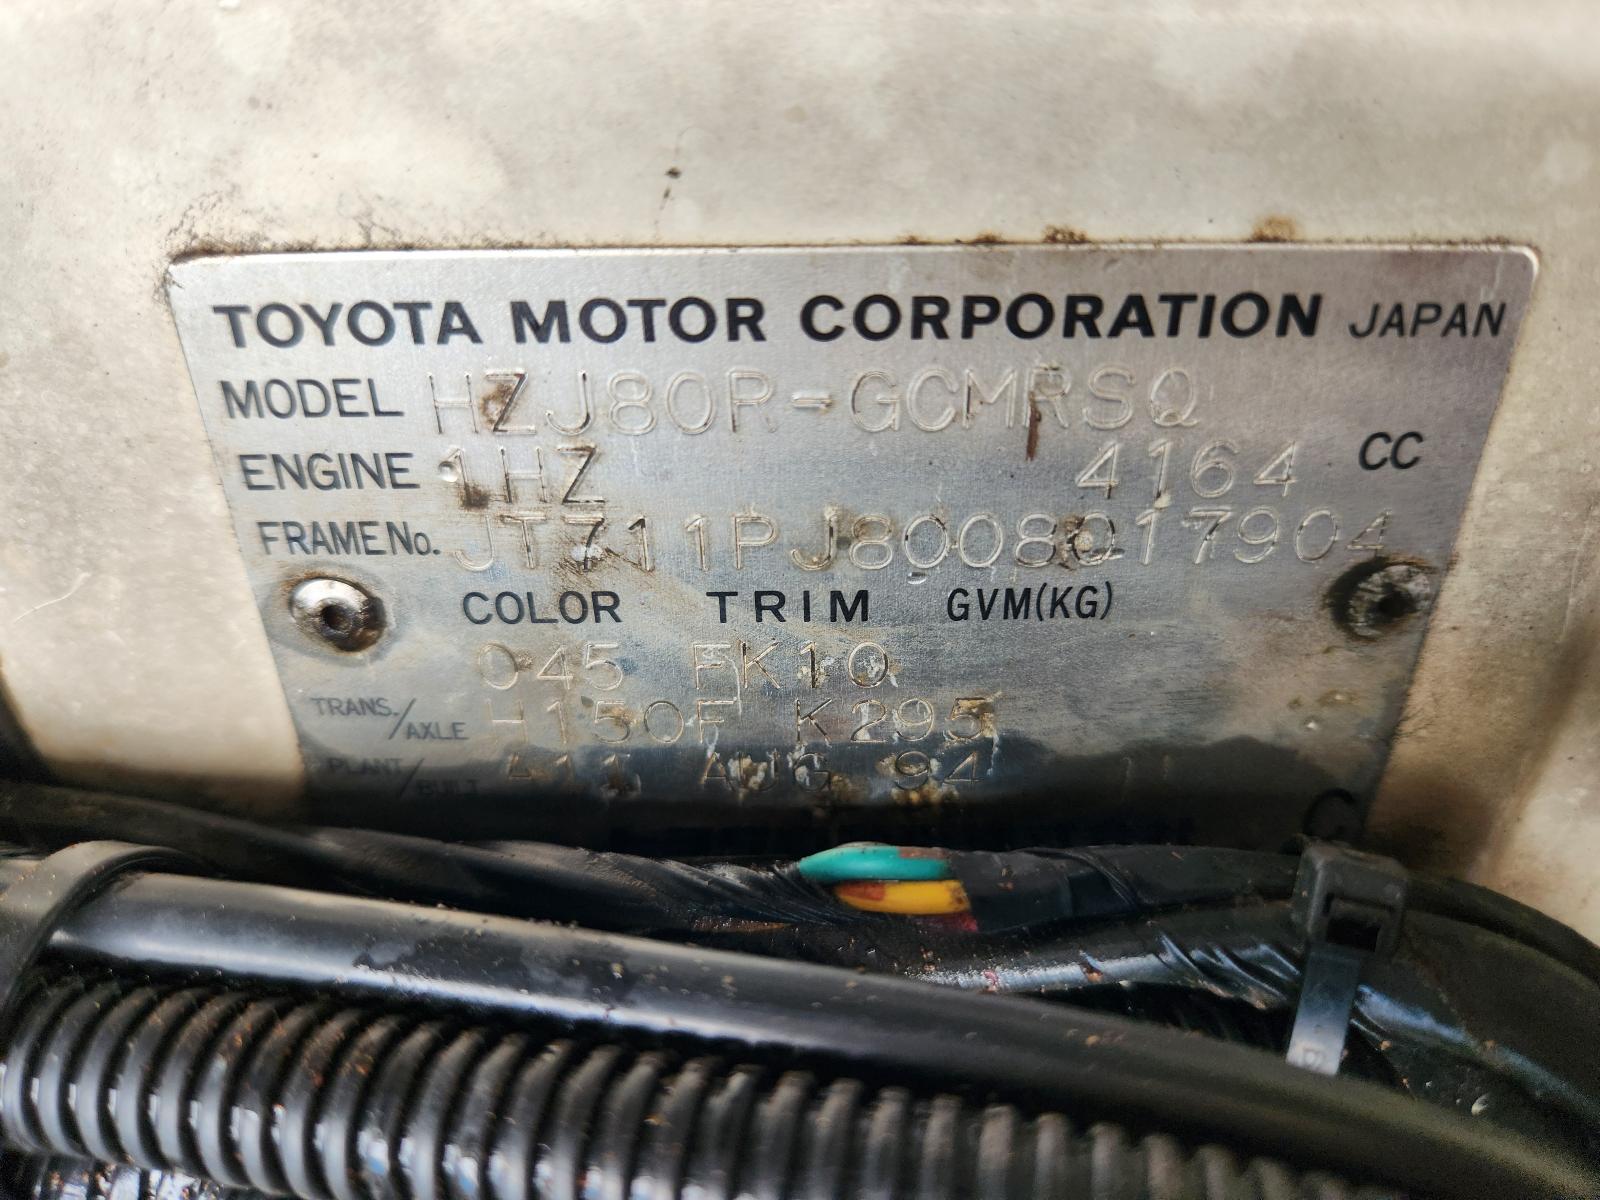 TOYOTA MOTOR CORPORATION JAPAN
MODEL HZJ80R-GCMRSQ
ENGINE 1HZ 4164 CC
FRAME No. JT711PJ8008017904
COLOR TRIM GVM(KG)
045 FK10
TRANS./AXLE H150F K295
PLANT/BUILT A11 AUG 94